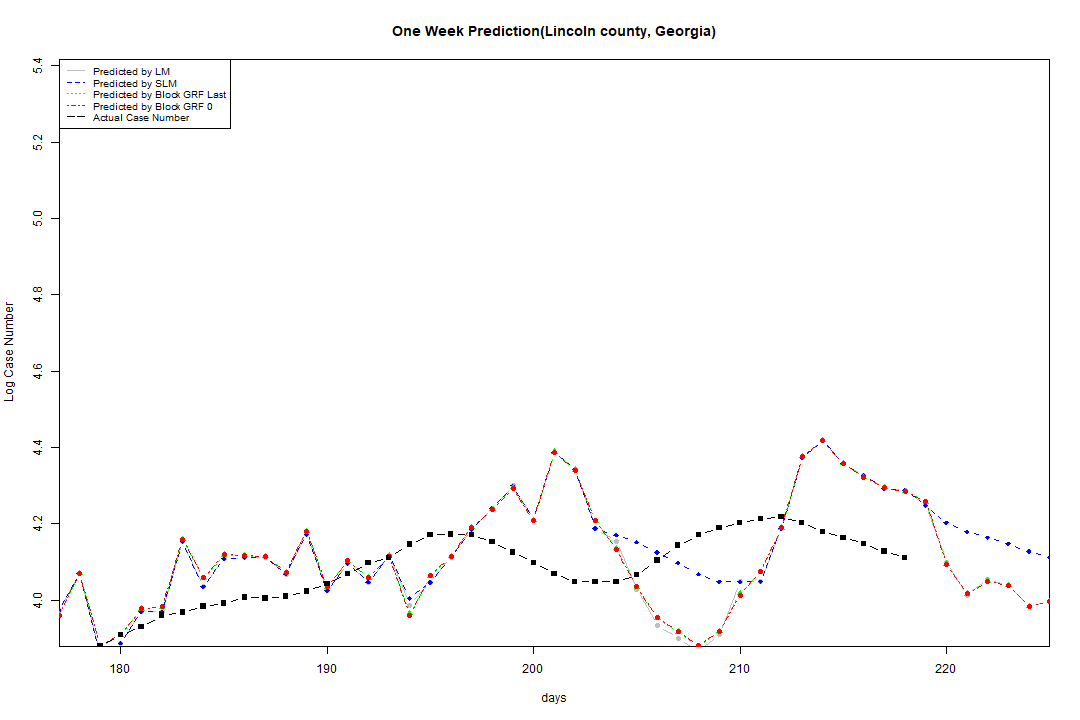 One Week Prediction(Lincoln county, Georgia)
Predicted by LM
Predicted by SLM
Predicted by Block GRF Last
Predicted by Block GRF 0
Actual Case Number
5.4
5.2
5.0
4.8
4.6
4.4
4.2
4.0
Log Case Number
180 190 200 210 220
days